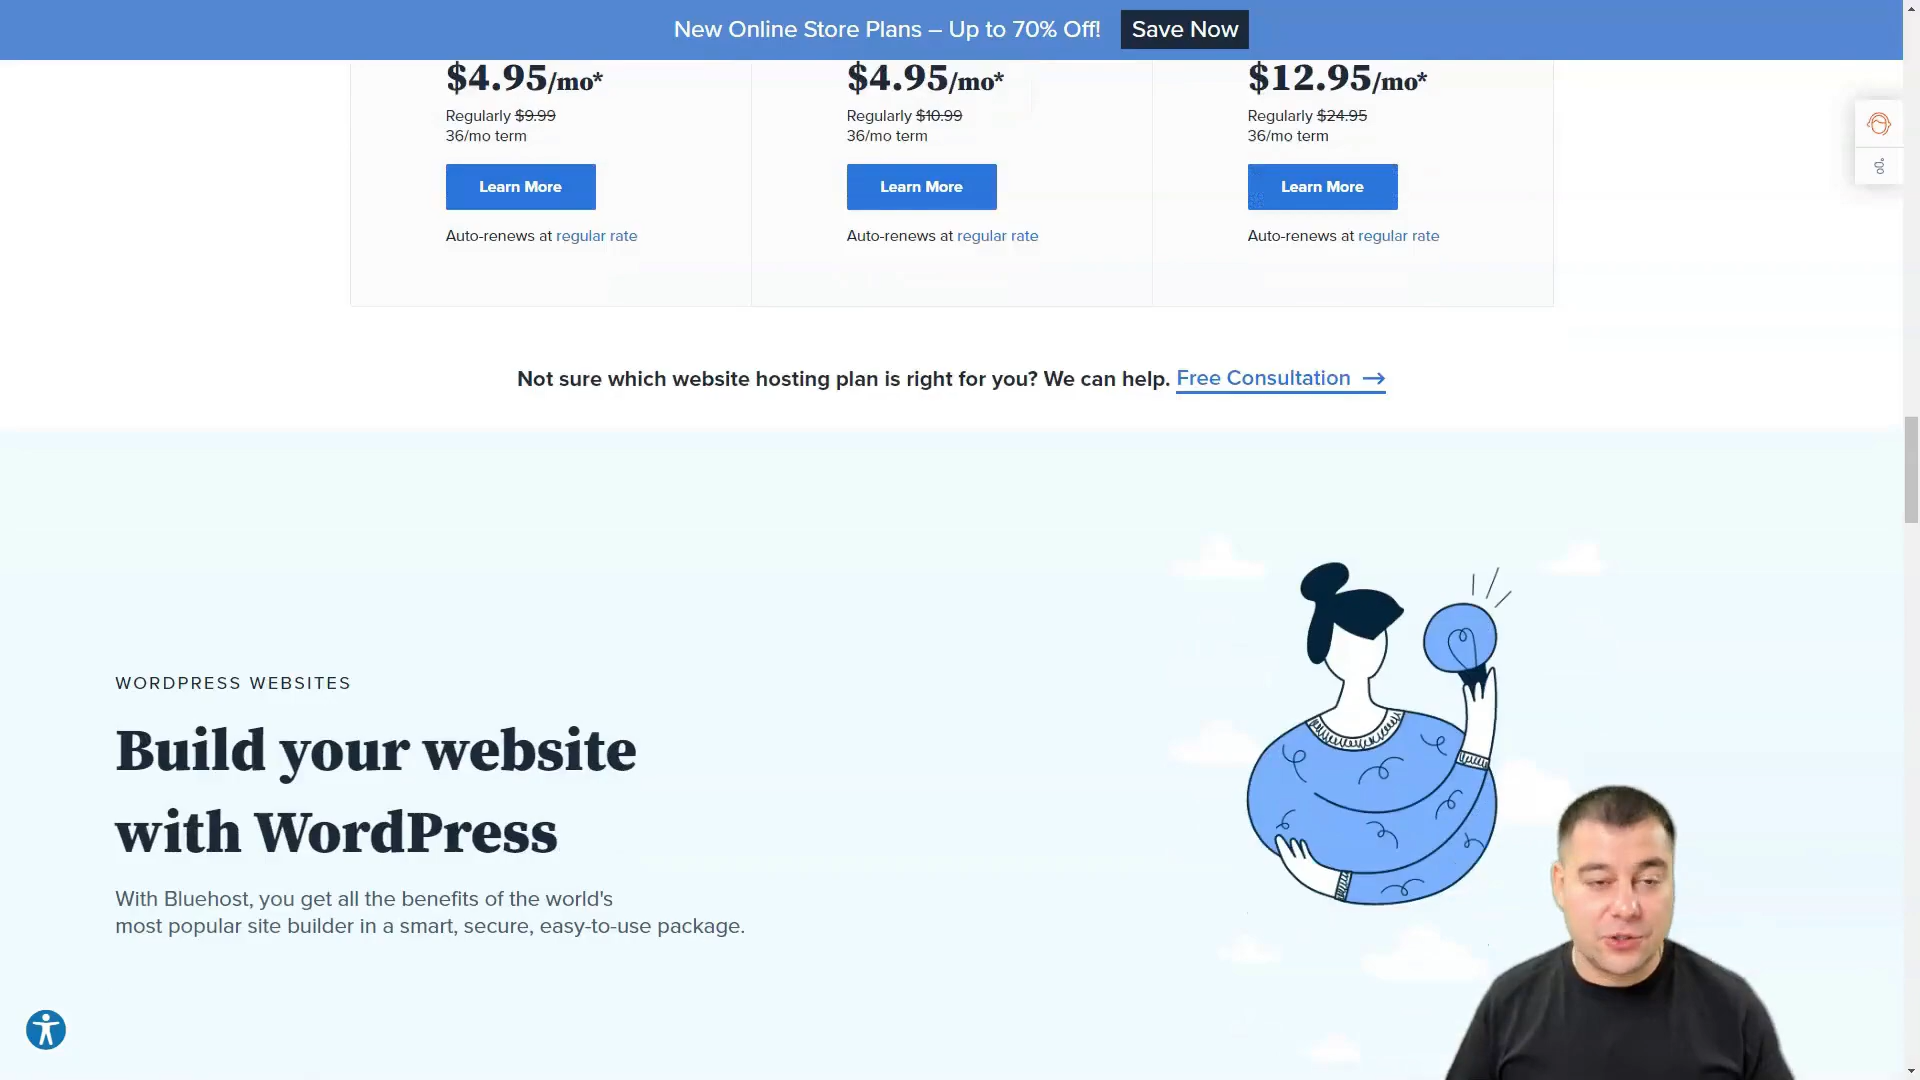 New Online Store Plans – Up to 70% Off! Save Now
$4.95/mo* $4.95/mo* $12.95/mo*
Regularly $9.99 Regularly $10.99 Regularly $24.95
36/mo term 36/mo term 36/mo term
Learn More Learn More Learn More
Auto-renews at regular rate Auto-renews at regular rate Auto-renews at regular rate
Not sure which website hosting plan is right for you? We can help. Free Consultation →
WORDPRESS WEBSITES
Build your website
with WordPress
With Bluehost, you get all the benefits of the world's
most popular site builder in a smart, secure, easy-to-use package.